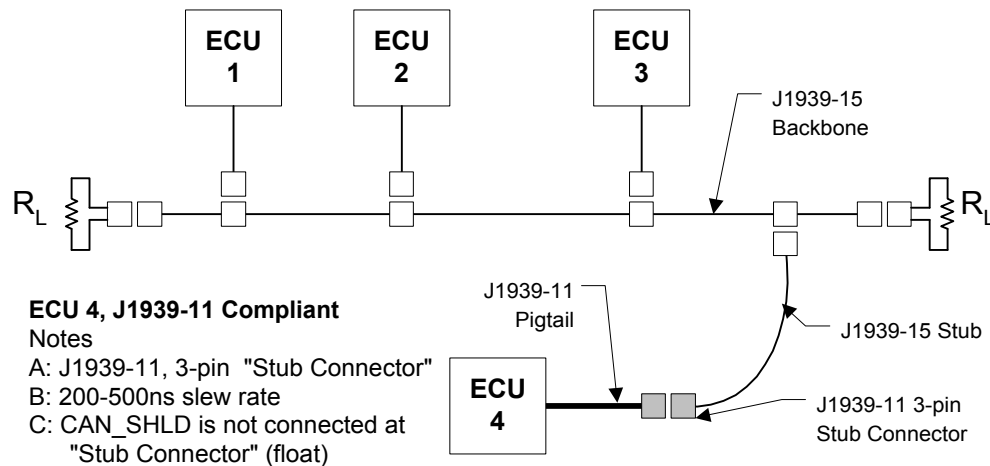 ECU
1
ECU
2
ECU
3
J1939-15
Backbone
R_L
R_L
ECU 4, J1939-11 Compliant
Notes
A: J1939-11, 3-pin "Stub Connector"
B: 200-500ns slew rate
C: CAN_SHLD is not connected at
"Stub Connector" (float)
J1939-11
Pigtail
J1939-15 Stub
ECU
4
J1939-11 3-pin
Stub Connector